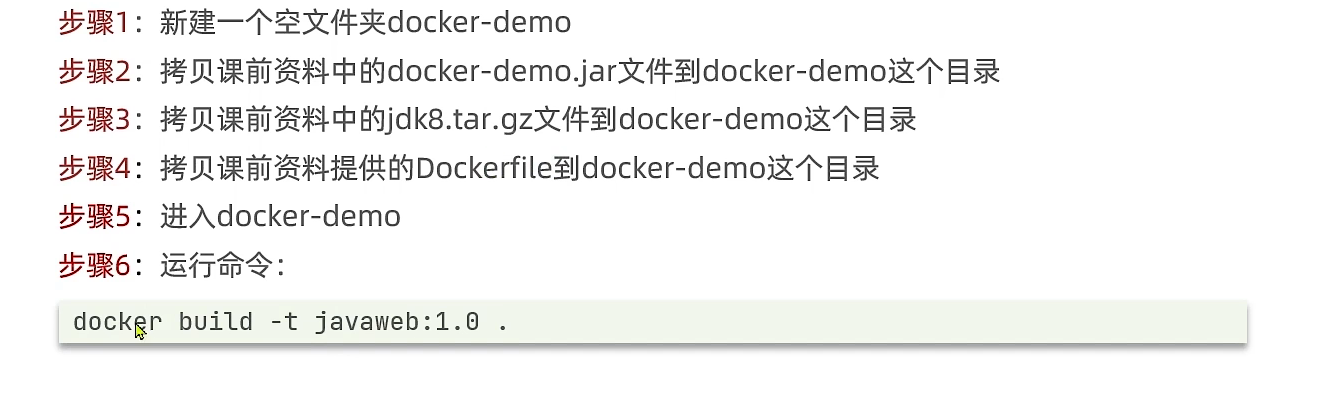 步骤1：新建一个空文件夹docker-demo
步骤2：拷贝课前资料中的docker-demo.jar文件到docker-demo这个目录
步骤3：拷贝课前资料中的jdk8.tar.gz文件到docker-demo这个目录
步骤4：拷贝课前资料提供的Dockerfile到docker-demo这个目录
步骤5：进入docker-demo
步骤6：运行命令：
docker build -t javaweb:1.0 .